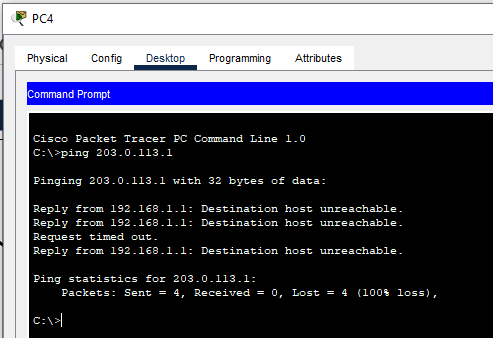 PC4
Physical Config Desktop Programming Attributes
Command Prompt
Cisco Packet Tracer PC Command Line 1.0
C:\>ping 203.0.113.1
Pinging 203.0.113.1 with 32 bytes of data:
Reply from 192.168.1.1: Destination host unreachable.
Reply from 192.168.1.1: Destination host unreachable.
Request timed out.
Reply from 192.168.1.1: Destination host unreachable.
Ping statistics for 203.0.113.1:
Packets: Sent = 4, Received = 0, Lost = 4 (100% loss),
C:\>